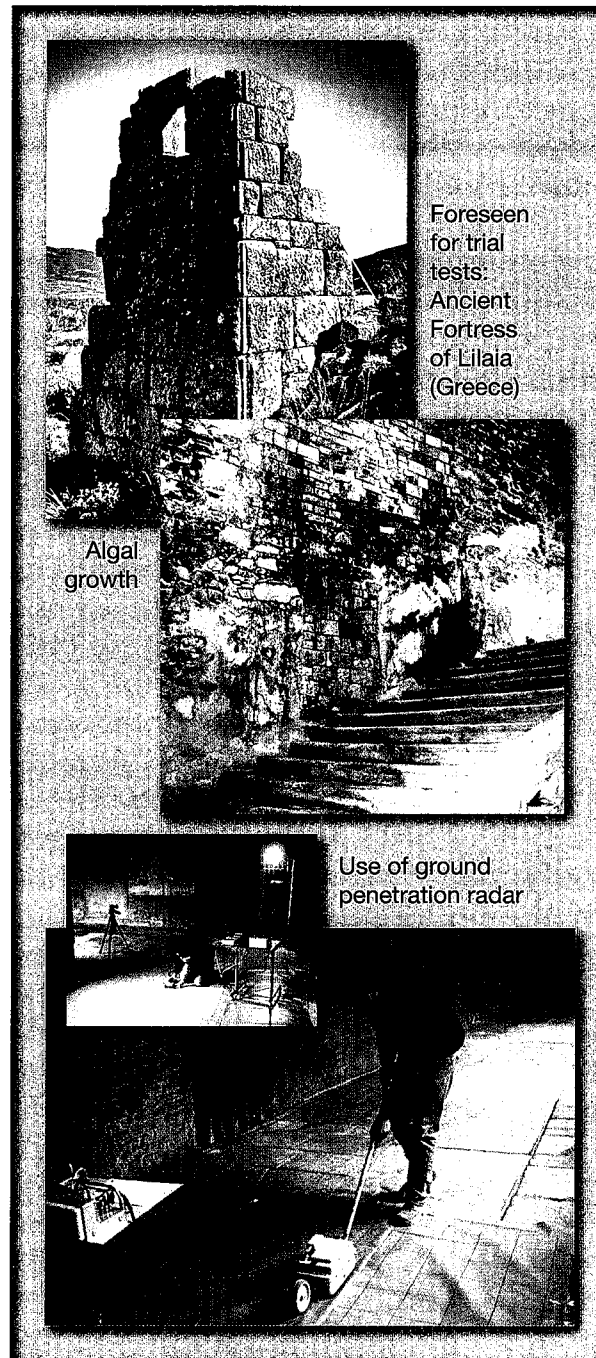 Foreseen
for trial
tests:
Ancient
Fortress
of Lilaia
(Greece)
Algal
growth
Use of ground
penetration radar